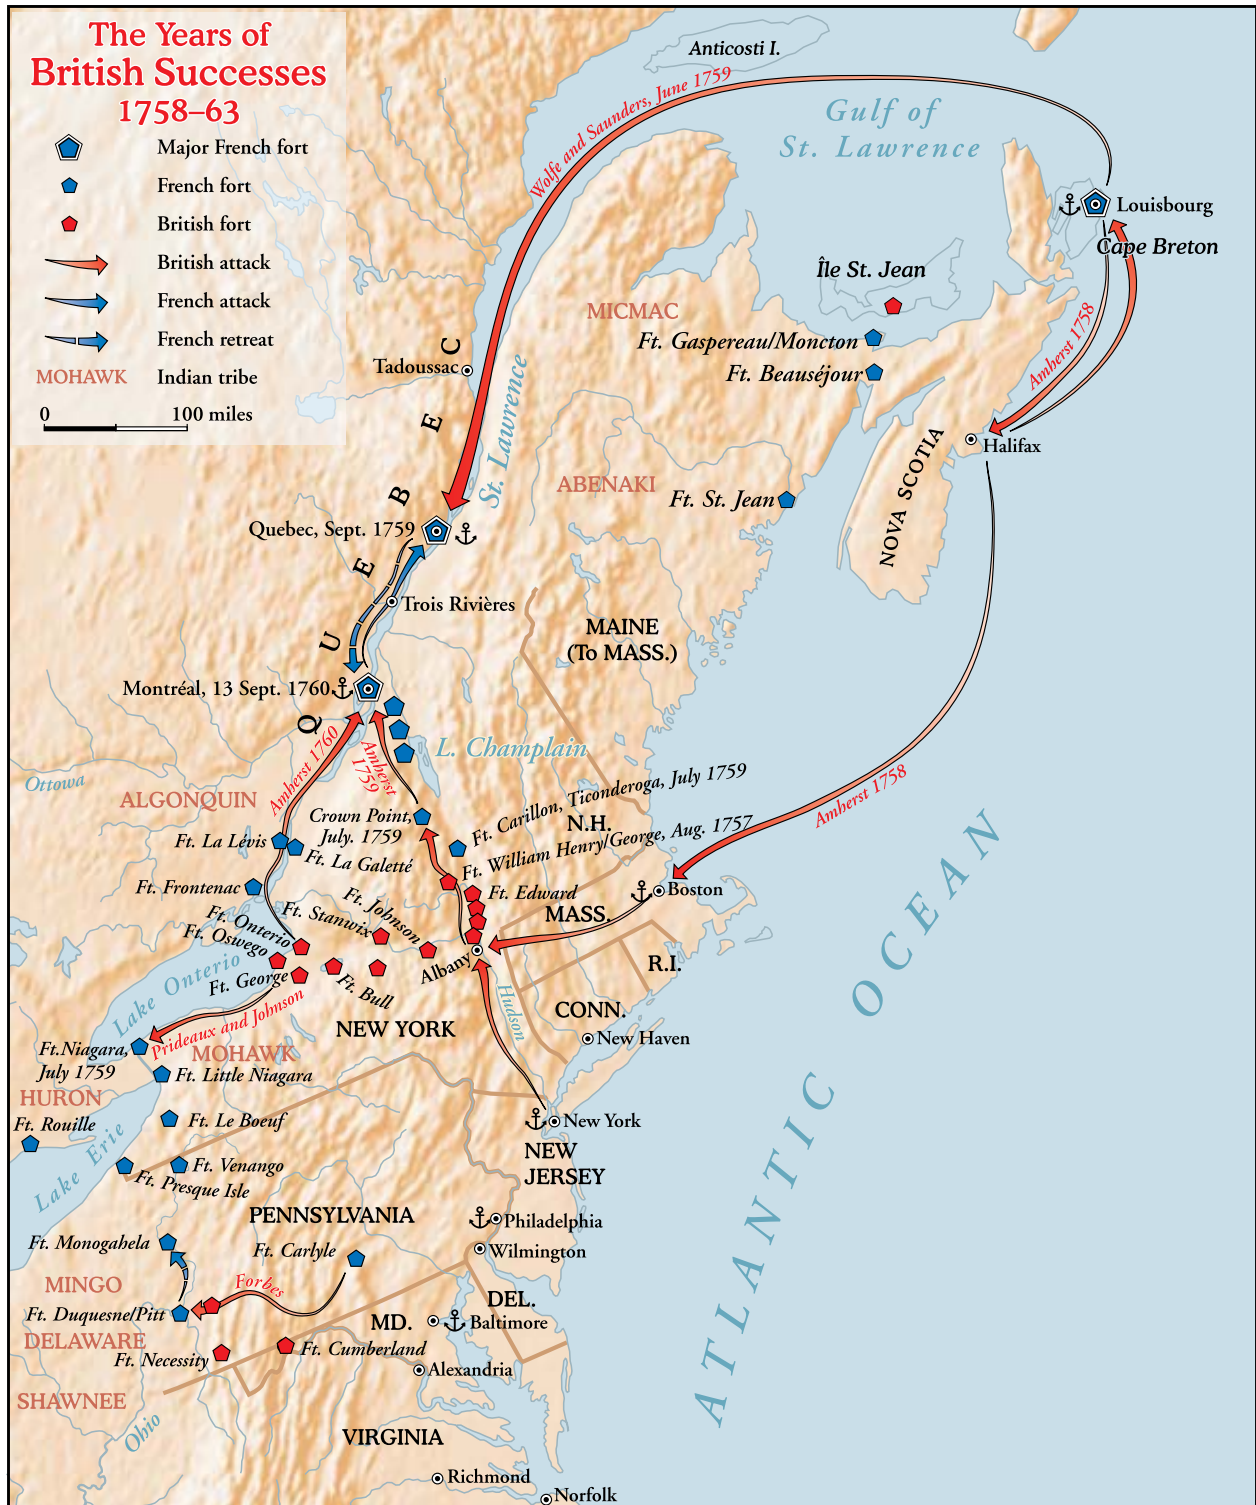 The Years of
British Successes
1758–63
Major French fort
French fort
British fort
British attack
French attack
French retreat
MOHAWK Indian tribe
0 100 miles
Anticosti I.
Wolfe and Saunders, June 1759
Gulf of
St. Lawrence
Louisbourg
Cape Breton
Île St. Jean
MICMAC
Ft. Gaspereau/Moncton
Ft. Beauséjour
Amherst 1758
Halifax
NOVA SCOTIA
Tadoussac
St. Lawrence
QUEBEC
ABENAKI
Ft. St. Jean
Quebec, Sept. 1759
Trois Rivières
MAINE
(To MASS.)
Montréal, 13 Sept. 1760
L. Champlain
Amherst 1760
Amherst
1759
Ottowa
ALGONQUIN
Crown Point,
July. 1759
Ft. Carillon, Ticonderoga, July 1759
N.H.
Amherst 1758
Ft. La Lévis
Ft. La Galetté
Ft. William Henry/George, Aug. 1757
Ft. Frontenac
Ft. Edward
Boston
Ft. Johnson
Ft. Stanwix
MASS.
Ft. Onterio
Ft. Oswego
Ft. George
Ft. Bull
Albany
R.I.
Lake Onterio
Prideaux and Johnson
Hudson
CONN.
NEW YORK
New Haven
Ft.Niagara,
July 1759
MOHAWK
Ft. Little Niagara
HURON
Ft. Rouille
Ft. Le Boeuf
New York
Lake Erie
Ft. Venango
Ft. Presque Isle
NEW
JERSEY
PENNSYLVANIA
Philadelphia
Ft. Monogahela
Ft. Carlyle
Wilmington
MINGO
Forbes
DEL.
Ft. Duquesne/Pitt
MD.
Baltimore
DELAWARE
Ft. Necessity
Ft. Cumberland
Alexandria
SHAWNEE
Ohio
VIRGINIA
Richmond
Norfolk
ATLANTIC OCEAN